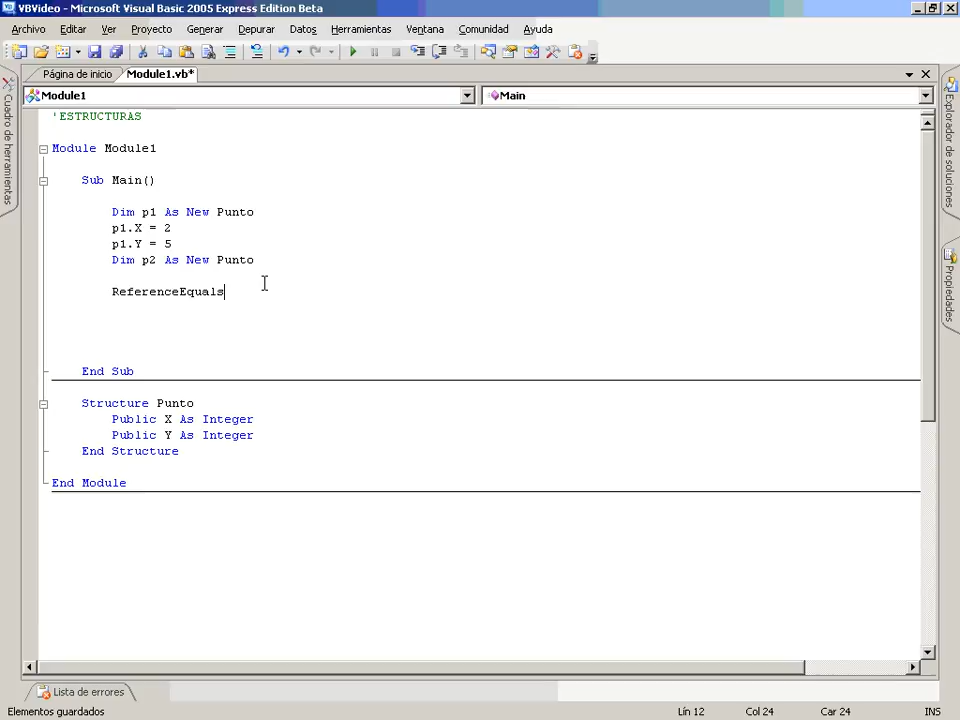 VBVideo - Microsoft Visual Basic 2005 Express Edition Beta
Archivo Editar Ver Proyecto Generar Depurar Datos Herramientas Ventana Comunidad Ayuda
Página de inicio Module1.vb*
Module1 Main
Cuadro de herramientas
Explorador de soluciones
Propiedades
'ESTRUCTURAS
Module Module1
Sub Main()
Dim p1 As New Punto
p1.X = 2
p1.Y = 5
Dim p2 As New Punto
ReferenceEquals
End Sub
Structure Punto
Public X As Integer
Public Y As Integer
End Structure
End Module
Lista de errores
Elementos guardados Lín 12 Col 24 Car 24 INS